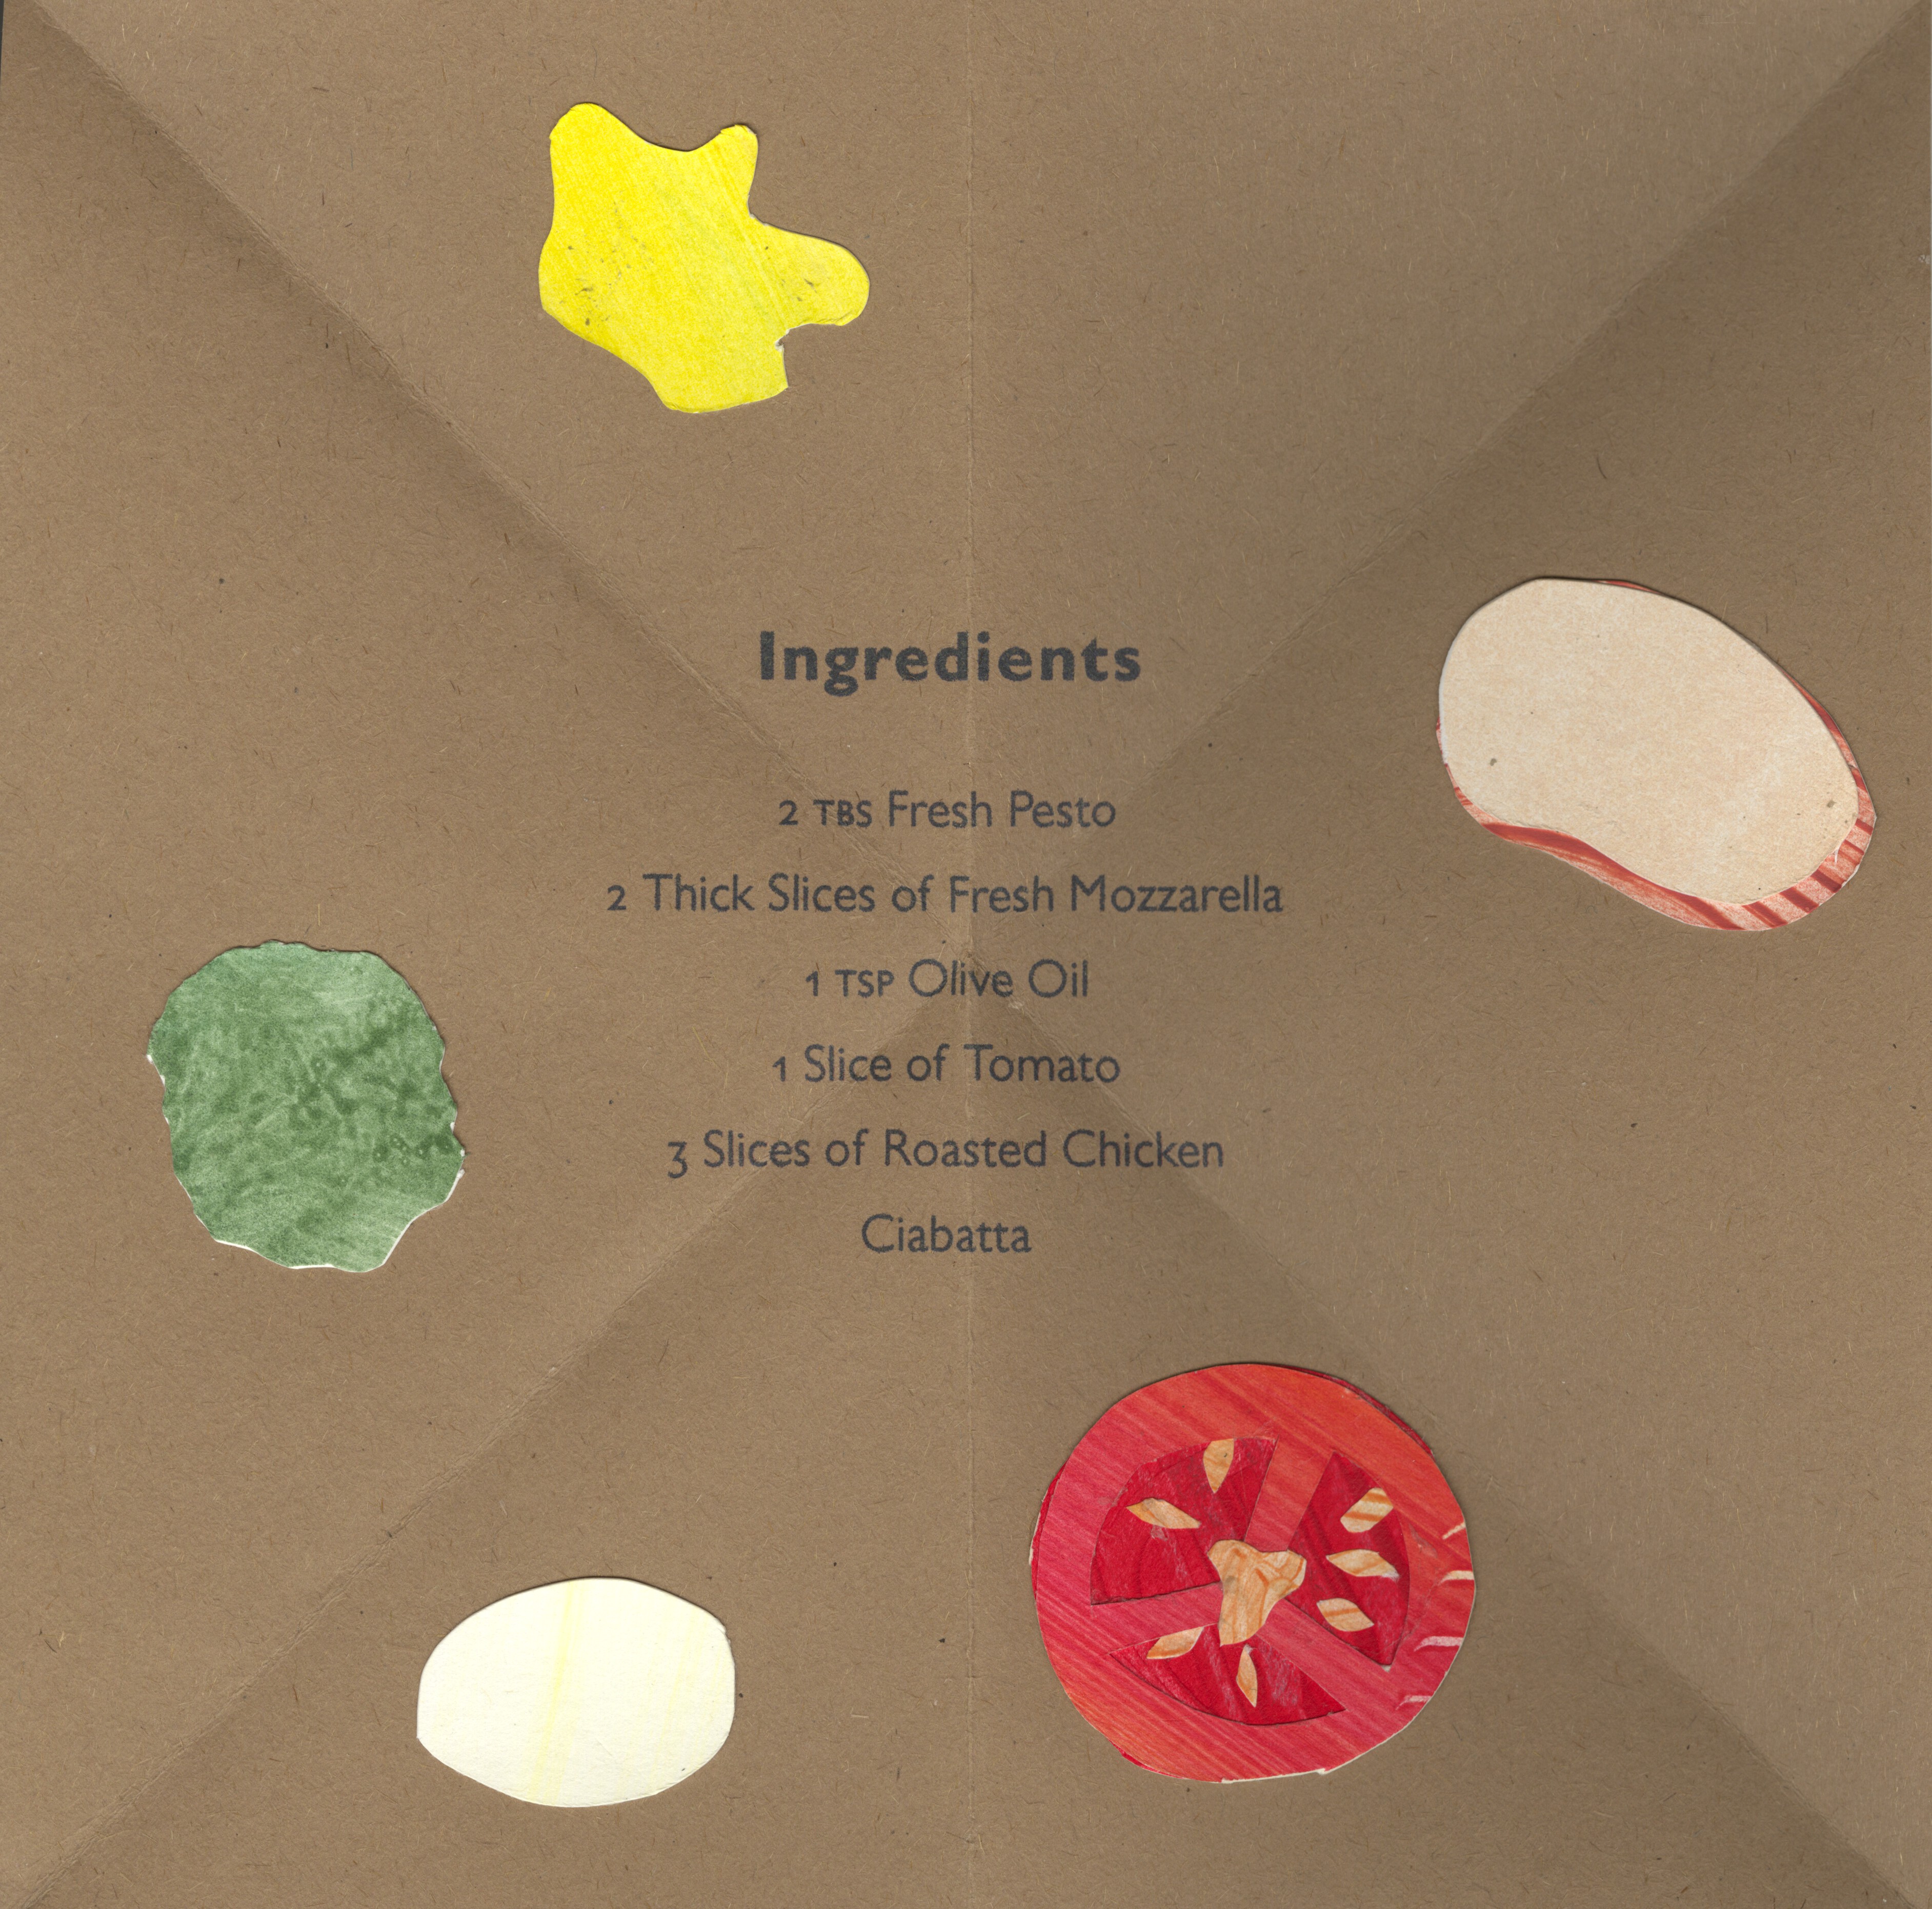 Ingredients
2 TBS Fresh Pesto
2 Thick Slices of Fresh Mozzarella
1 TSP Olive Oil
1 Slice of Tomato
3 Slices of Roasted Chicken
Ciabatta